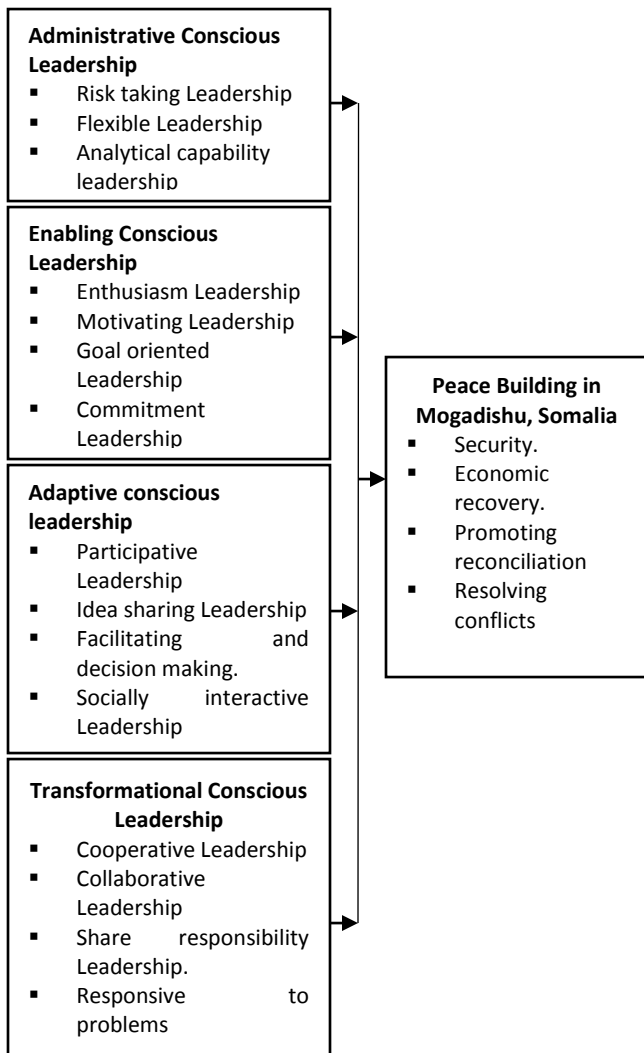 Administrative Conscious
Leadership
▪ Risk taking Leadership
▪ Flexible Leadership
▪ Analytical capability
leadership
Enabling Conscious
Leadership
▪ Enthusiasm Leadership
▪ Motivating Leadership
▪ Goal oriented
Leadership
▪ Commitment
Leadership
Adaptive conscious
leadership
▪ Participative
Leadership
▪ Idea sharing Leadership
▪ Facilitating and
decision making.
▪ Socially interactive
Leadership
Transformational Conscious
Leadership
▪ Cooperative Leadership
▪ Collaborative
Leadership
▪ Share responsibility
Leadership.
▪ Responsive to
problems
Peace Building in
Mogadishu, Somalia
▪ Security.
▪ Economic
recovery.
▪ Promoting
reconciliation
▪ Resolving
conflicts